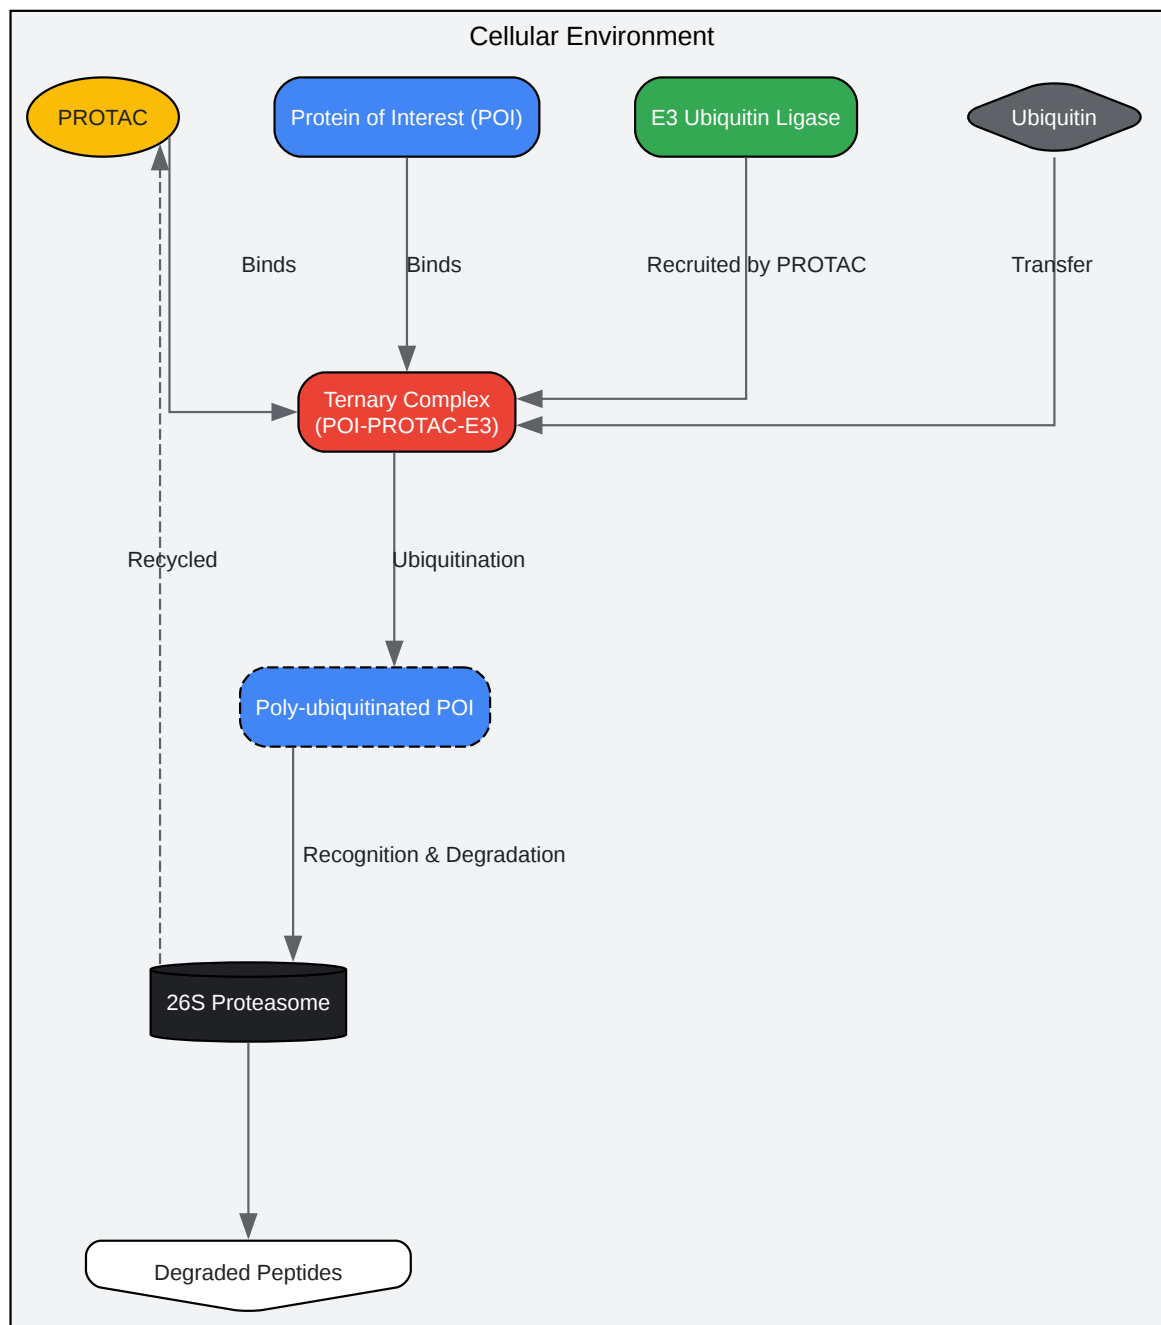 Cellular Environment
PROTAC
Protein of Interest (POI)
E3 Ubiquitin Ligase
Ubiquitin
Binds
Binds
Recruited by PROTAC
Transfer
Ternary Complex
(POI-PROTAC-E3)
Recycled
Ubiquitination
Poly-ubiquitinated POI
Recognition & Degradation
26S Proteasome
Degraded Peptides